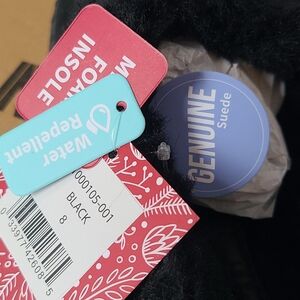 FOAM
INSOLE
Water
Repellent
GENUINE
Suede
000105-001
BLACK
8